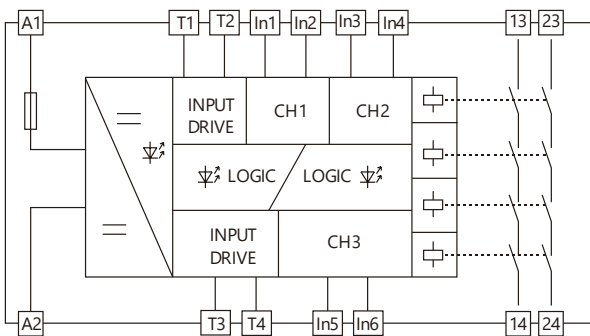 A1 T1 T2 In1 In2 In3 In4 13 23
INPUT
DRIVE
CH1
CH2
LOGIC
LOGIC
INPUT
DRIVE
CH3
A2 T3 T4 In5 In6 14 24